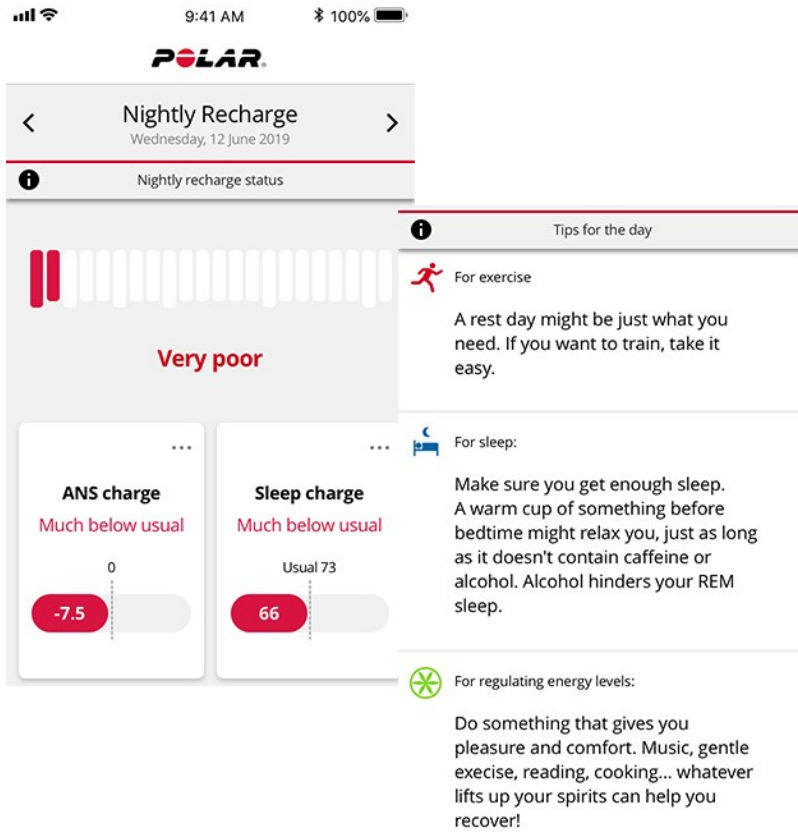 9:41 AM
100%
POLAR.
Nightly Recharge
Wednesday, 12 June 2019
Nightly recharge status
Very poor
ANS charge
Much below usual
0
-7.5
Sleep charge
Much below usual
Usual 73
66
Tips for the day
For exercise
A rest day might be just what you
need. If you want to train, take it
easy.
For sleep:
Make sure you get enough sleep.
A warm cup of something before
bedtime might relax you, just as long
as it doesn't contain caffeine or
alcohol. Alcohol hinders your REM
sleep.
For regulating energy levels:
Do something that gives you
pleasure and comfort. Music, gentle
execise, reading, cooking... whatever
lifts up your spirits can help you
recover!